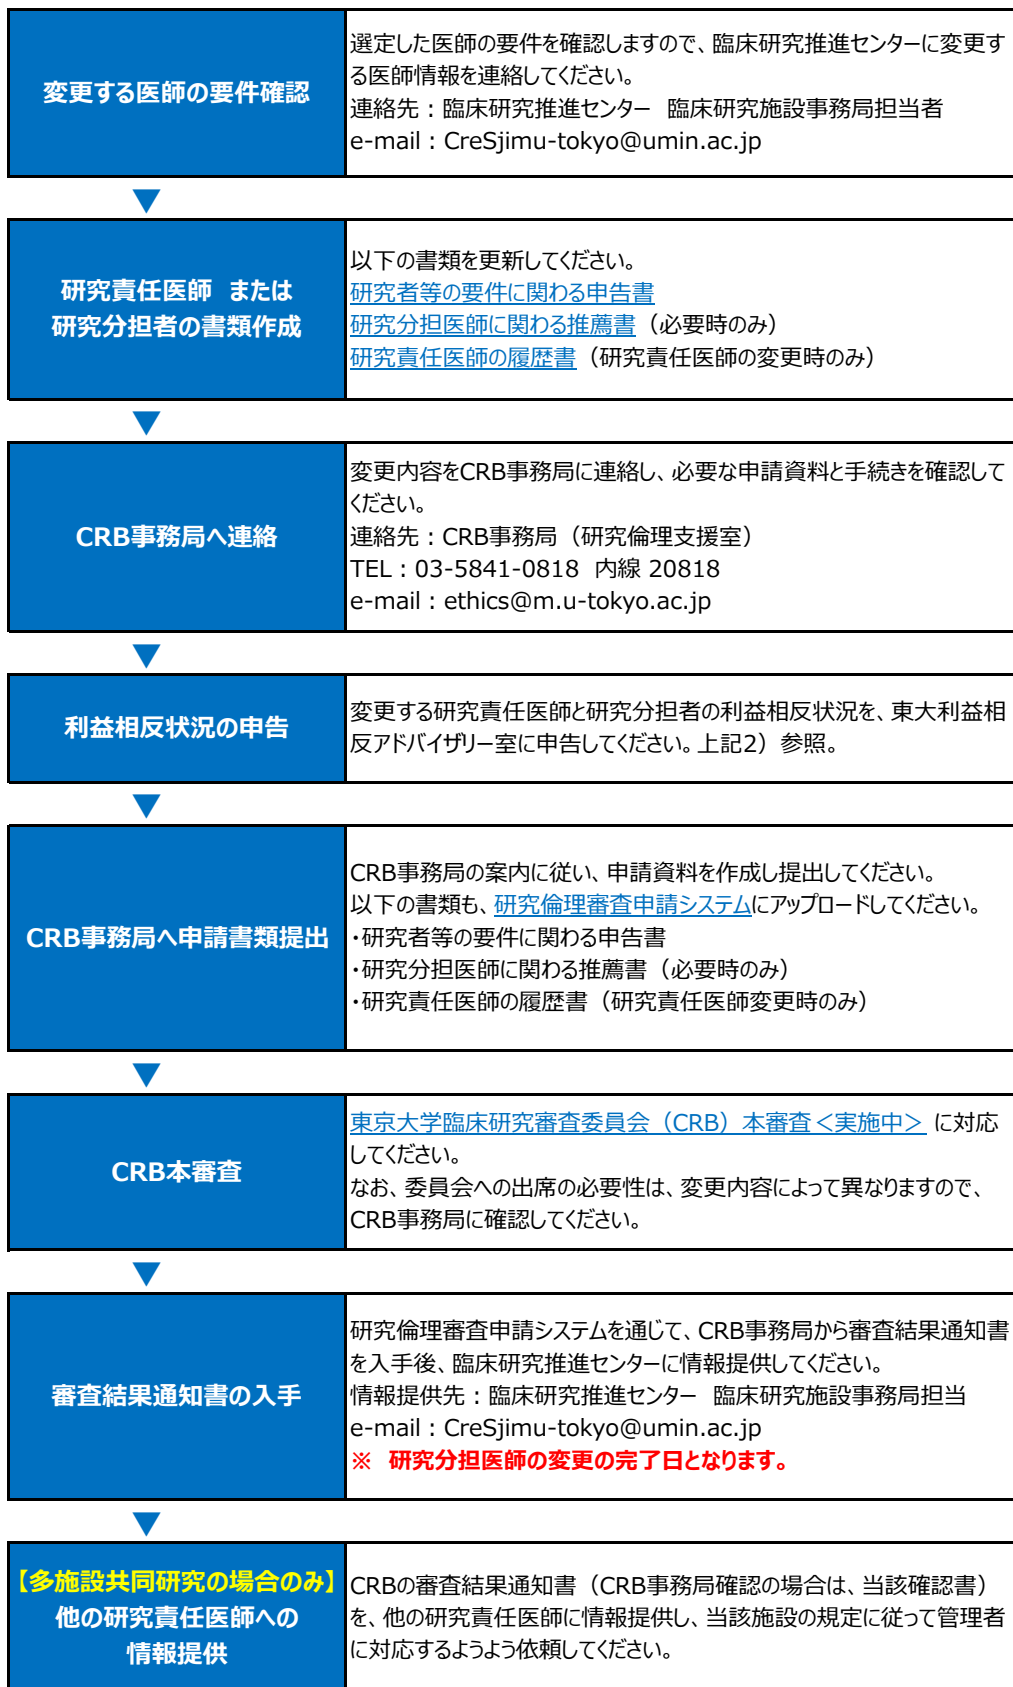 変更する医師の要件確認
選定した医師の要件を確認しますので、臨床研究推進センターに変更す
る医師情報を連絡してください。
連絡先：臨床研究推進センター　臨床研究施設事務局担当者
e-mail：CreSjimu-tokyo@umin.ac.jp
▼
研究責任医師　または
研究分担者の書類作成
以下の書類を更新してください。
研究者等の要件に関わる申告書
研究分担医師に関わる推薦書（必要時のみ）
研究責任医師の履歴書（研究責任医師の変更時のみ）
▼
CRB事務局へ連絡
変更内容をCRB事務局に連絡し、必要な申請資料と手続きを確認して
ください。
連絡先：CRB事務局（研究倫理支援室）
TEL：03-5841-0818 内線 20818
e-mail：ethics@m.u-tokyo.ac.jp
▼
利益相反状況の申告
変更する研究責任医師と研究分担者の利益相反状況を、東大利益相
反アドバイザリー室に申告してください。上記2）参照。
▼
CRB事務局へ申請書類提出
CRB事務局の案内に従い、申請資料を作成し提出してください。
以下の書類も、研究倫理審査申請システムにアップロードしてください。
・研究者等の要件に関わる申告書
・研究分担医師に関わる推薦書（必要時のみ）
・研究責任医師の履歴書（研究責任医師変更時のみ）
▼
CRB本審査
東京大学臨床研究審査委員会（CRB）本審査＜実施中＞ に対応
してください。
なお、委員会への出席の必要性は、変更内容によって異なりますので、
CRB事務局に確認してください。
▼
審査結果通知書の入手
研究倫理審査申請システムを通じて、CRB事務局から審査結果通知書
を入手後、臨床研究推進センターに情報提供してください。
情報提供先：臨床研究推進センター　臨床研究施設事務局担当
e-mail：CreSjimu-tokyo@umin.ac.jp
※　研究分担医師の変更の完了日となります。
▼
【多施設共同研究の場合のみ】
他の研究責任医師への
情報提供
CRBの審査結果通知書（CRB事務局確認の場合は、当該確認書）
を、他の研究責任医師に情報提供し、当該施設の規定に従って管理者
に対応するようよう依頼してください。